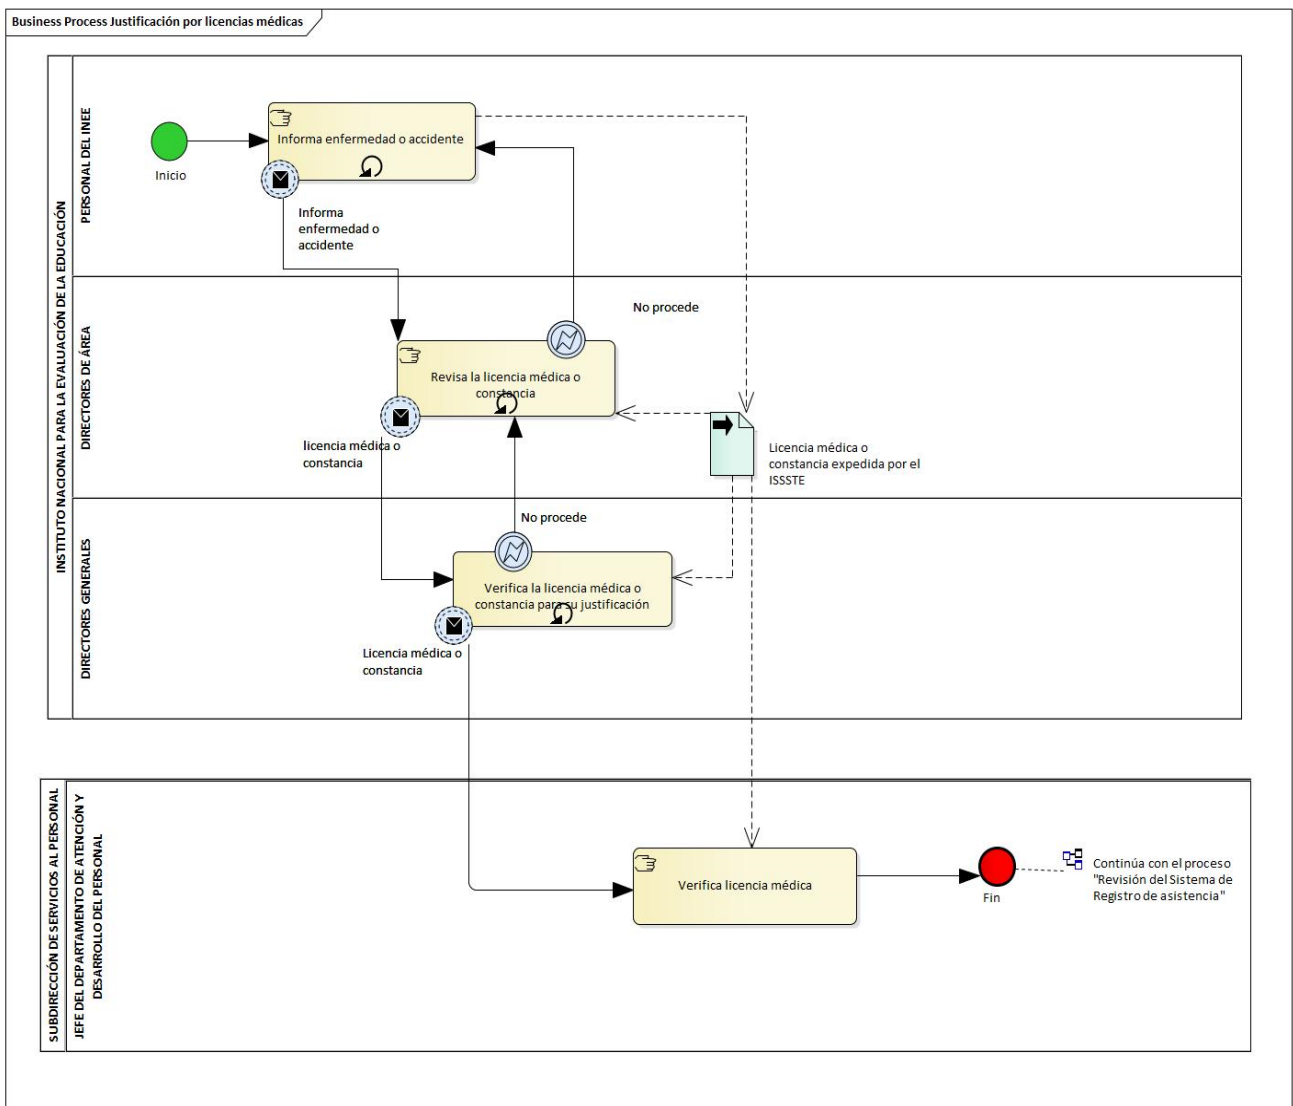 Business Process Justificación por licencias médicas
INSTITUTO NACIONAL PARA LA EVALUACIÓN DE LA EDUCACIÓN
PERSONAL DEL INEE
Inicio
Informa enfermedad o accidente
Informa
enfermedad o
accidente
DIRECTORES DE ÁREA
No procede
Revisa la licencia médica o
constancia
licencia médica o
constancia
Licencia médica o
constancia expedida por el
ISSSTE
DIRECTORES GENERALES
No procede
Verifica la licencia médica o
constancia para su justificación
Licencia médica o
constancia
SUBDIRECCIÓN DE SERVICIOS AL PERSONAL
JEFE DEL DEPARTAMENTO DE ATENCIÓN Y
DESARROLLO DEL PERSONAL
Verifica licencia médica
Fin
Continúa con el proceso
"Revisión del Sistema de
Registro de asistencia"